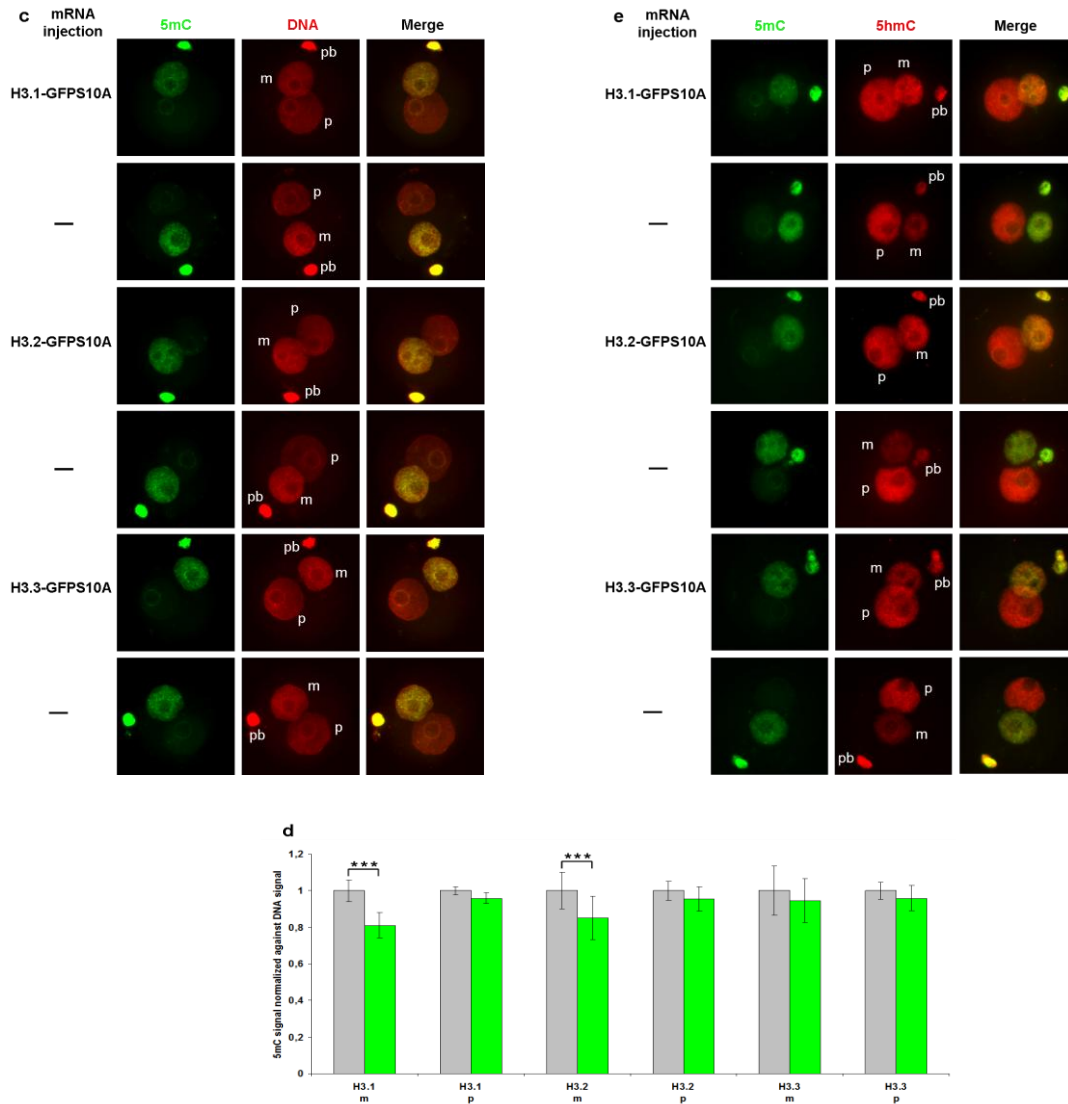 c
mRNA injection 5mC DNA Merge
H3.1-GFPS10A m p pb
— p m pb
H3.2-GFPS10A p m pb
— p pb m
H3.3-GFPS10A pb m p
— m pb p
e
mRNA injection 5mC 5hmC Merge
H3.1-GFPS10A p m pb
— pb p m
H3.2-GFPS10A pb m p
— m pb p
H3.3-GFPS10A m pb p
— p m pb
d
5mC signal normalized against DNA signal
1,2
1
0,8
0,6
0,4
0,2
0
*** ***
H3.1 H3.1 H3.2 H3.2 H3.3 H3.3
m p m p m p